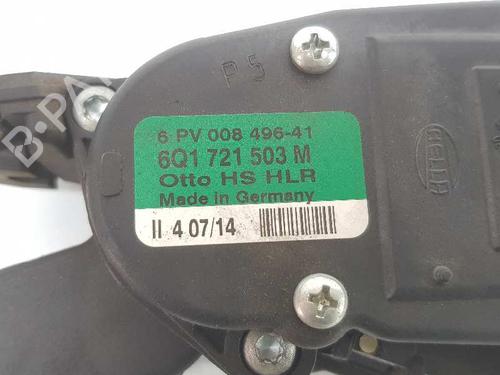 P 5
6 PV 008 496-41
6Q1 721 503 M
Otto HS HLR
Made in Germany
II 4 07/14
HELLA
B-PARTS